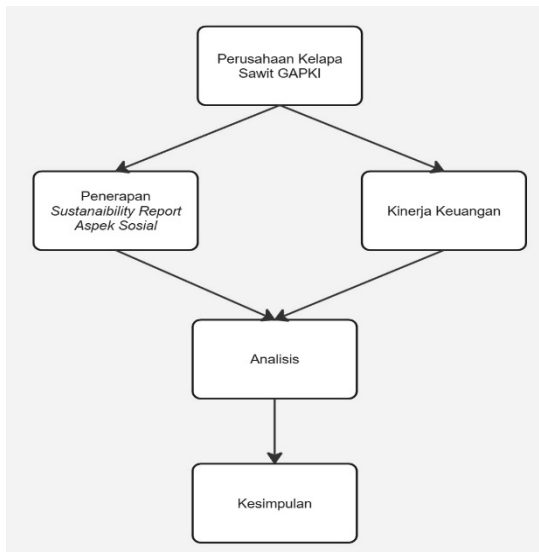 Perusahaan Kelapa
Sawit GAPKI
Penerapan
Sustanaibility Report
Aspek Sosial
Kinerja Keuangan
Analisis
Kesimpulan